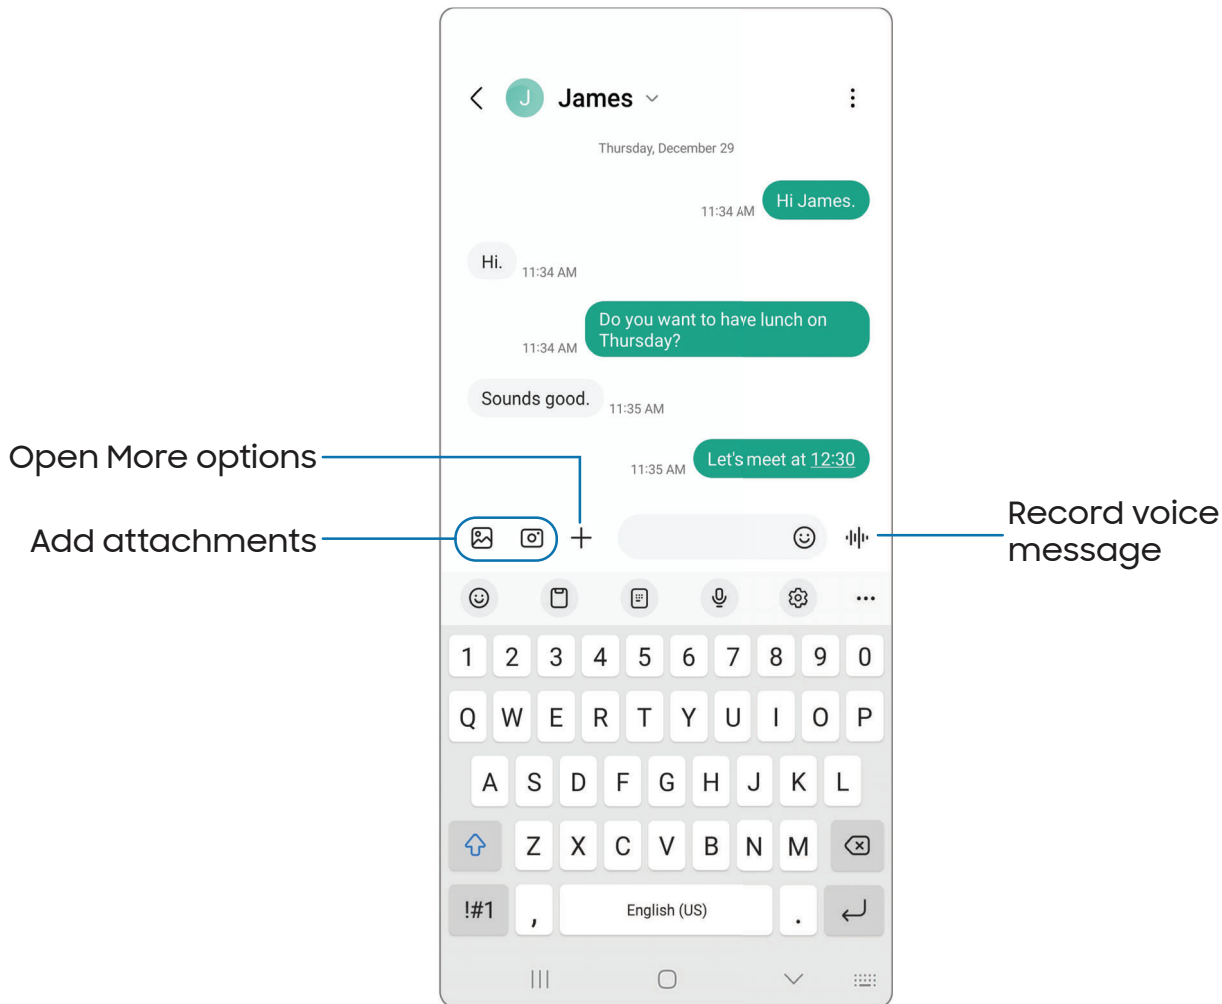 J James
Thursday, December 29
11:34 AM Hi James.
Hi. 11:34 AM
Do you want to have lunch on
Thursday?
11:34 AM
Sounds good. 11:35 AM
Open More options
11:35 AM Let's meet at 12:30
Add attachments
Record voice
message
1 2 3 4 5 6 7 8 9 0
Q W E R T Y U I O P
A S D F G H J K L
Z X C V B N M
!#1 , English (US) .